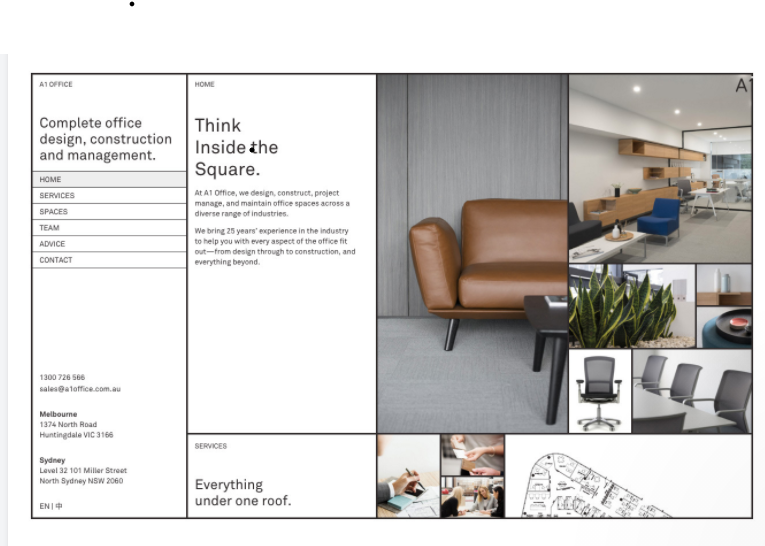 A1 OFFICE
Complete office
design, construction
and management.
HOME
SERVICES
SPACES
TEAM
ADVICE
CONTACT
1300 726 566
sales@a1office.com.au
Melbourne
1374 North Road
Huntingdale VIC 3166
Sydney
Level 32 101 Miller Street
North Sydney NSW 2060
EN | 中
HOME
Think
Inside the
Square.
At A1 Office, we design, construct, project
manage, and maintain office spaces across a
diverse range of industries.
We bring 25 years' experience in the industry
to help you with every aspect of the office fit
out—from design through to construction, and
everything beyond.
SERVICES
Everything
under one roof.
A1